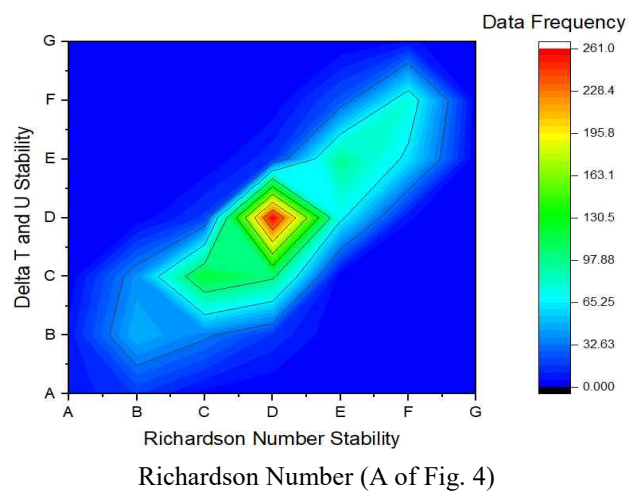 Data Frequency
G
F
E
D
C
B
A
Delta T and U Stability
261.0
228.4
195.8
163.1
130.5
97.88
65.25
32.63
0.000
A B C D E F G
Richardson Number Stability
Richardson Number (A of Fig. 4)